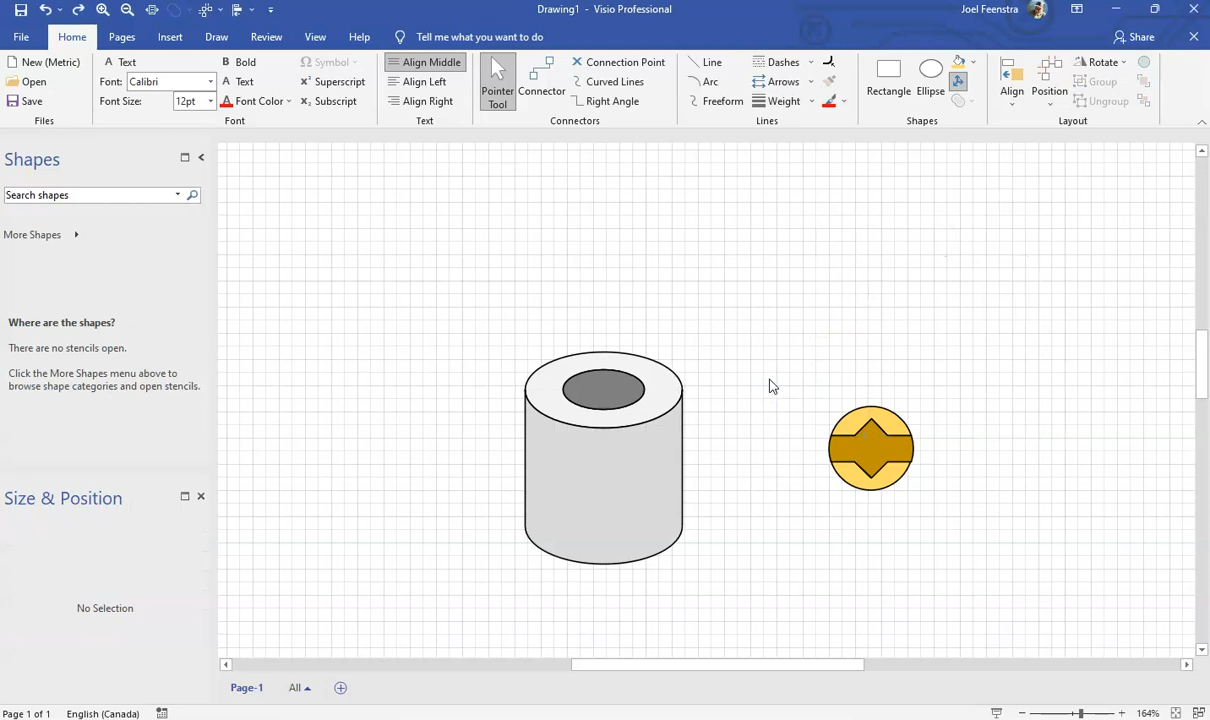 Drawing1 - Visio Professional
Joel Feenstra
File Home Pages Insert Draw Review View Help Tell me what you want to do Share
New (Metric)
Open
Save
Files
Text Bold Symbol
Font: Calibri Text Superscript
Font Size: 12pt Font Color Subscript
Font
Align Middle
Align Left
Align Right
Text
Pointer Tool
Connector
Connection Point
Curved Lines
Right Angle
Connectors
Line Dashes
Arc Arrows
Freeform Weight
Lines
Rectangle Ellipse
Shapes
Align Position
Rotate
Group
Ungroup
Layout
Shapes
Search shapes
More Shapes
Where are the shapes?
There are no stencils open.
Click the More Shapes menu above to
browse shape categories and open stencils.
Size & Position
No Selection
Page-1 All
Page 1 of 1 English (Canada) 164%